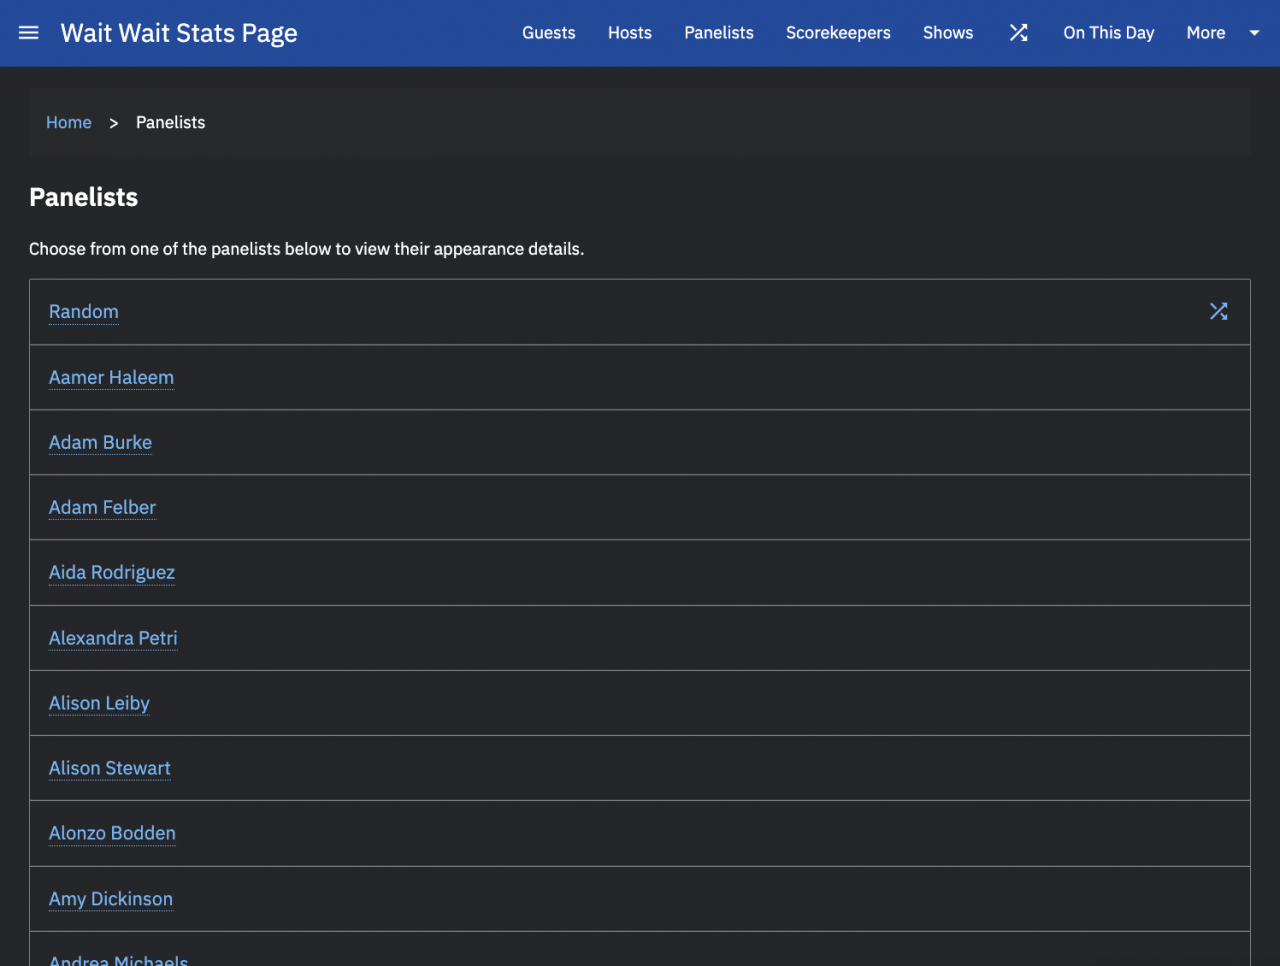 Wait Wait Stats Page Guests Hosts Panelists Scorekeepers Shows On This Day More
Home > Panelists
Panelists
Choose from one of the panelists below to view their appearance details.
Random
Aamer Haleem
Adam Burke
Adam Felber
Aida Rodriguez
Alexandra Petri
Alison Leiby
Alison Stewart
Alonzo Bodden
Amy Dickinson
Andrea Michaels